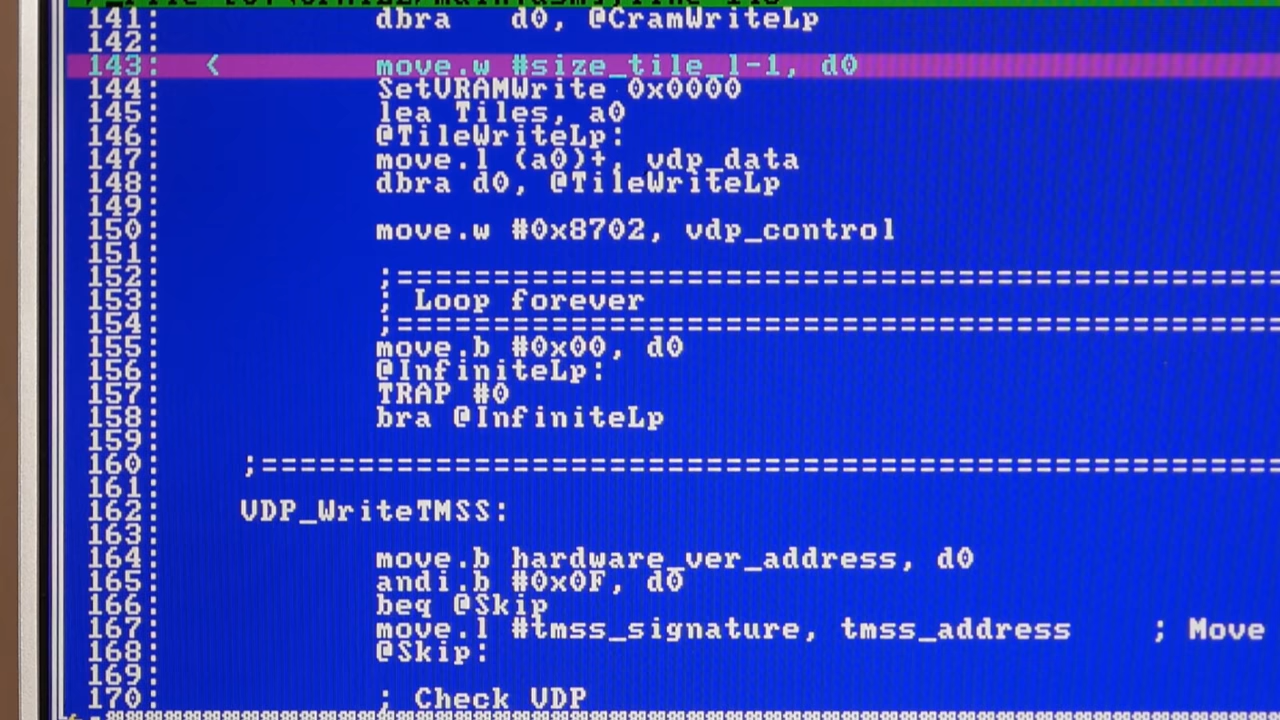 141: dbra d0, @CramWriteLp
142:
143: < move.w #size_tile_l-1, d0
144: SetVRAMWrite 0x0000
145: lea Tiles, a0
146: @TileWriteLp:
147: move.l (a0)+, vdp_data
148: dbra d0, @TileWriteLp
149:
150: move.w #0x8702, vdp_control
151:
152: ;==============================================
153: ; Loop forever
154: ;==============================================
155: move.b #0x00, d0
156: @InfiniteLp:
157: TRAP #0
158: bra @InfiniteLp
159:
160: ;=====================================================
161:
162: VDP_WriteTMSS:
163:
164: move.b hardware_ver_address, d0
165: andi.b #0x0F, d0
166: beq @Skip
167: move.l #tmss_signature, tmss_address ; Move
168: @Skip:
169:
170: ; Check VDP